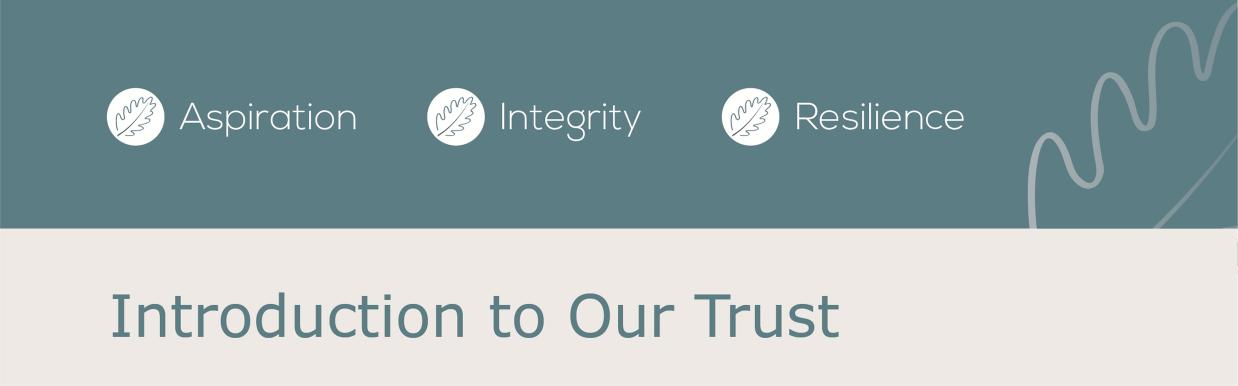 Aspiration Integrity Resilience
Introduction to Our Trust